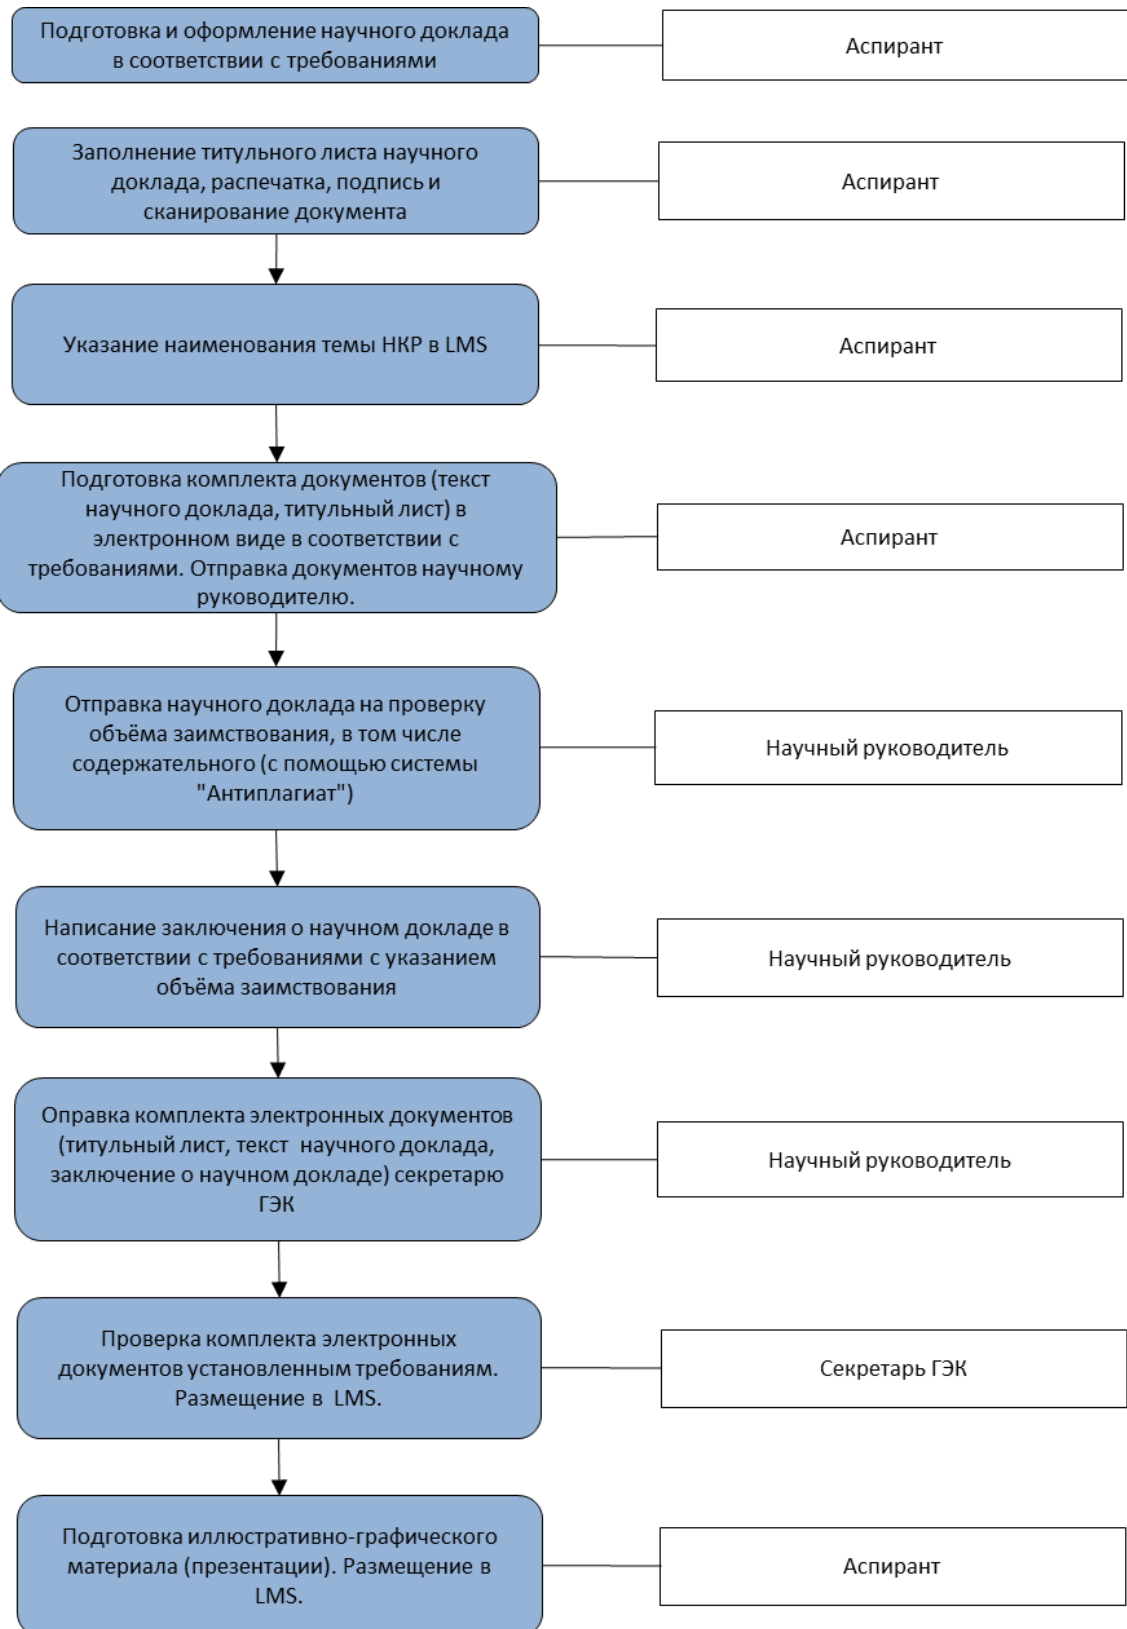 Подготовка и оформление научного доклада
в соответствии с требованиями
Аспирант
Заполнение титульного листа научного
доклада, распечатка, подпись и
сканирование документа
Аспирант
Указание наименования темы НКР в LMS
Аспирант
Подготовка комплекта документов (текст
научного доклада, титульный лист) в
электронном виде в соответствии с
требованиями. Отправка документов научному
руководителю.
Аспирант
Отправка научного доклада на проверку
объёма заимствования, в том числе
содержательного (с помощью системы
"Антиплагиат")
Научный руководитель
Написание заключения о научном докладе в
соответствии с требованиями с указанием
объёма заимствования
Научный руководитель
Оправка комплекта электронных документов
(титульный лист, текст научного доклада,
заключение о научном докладе) секретарю
ГЭК
Научный руководитель
Проверка комплекта электронных
документов установленным требованиям.
Размещение в LMS.
Секретарь ГЭК
Подготовка иллюстративно-графического
материала (презентации). Размещение в
LMS.
Аспирант